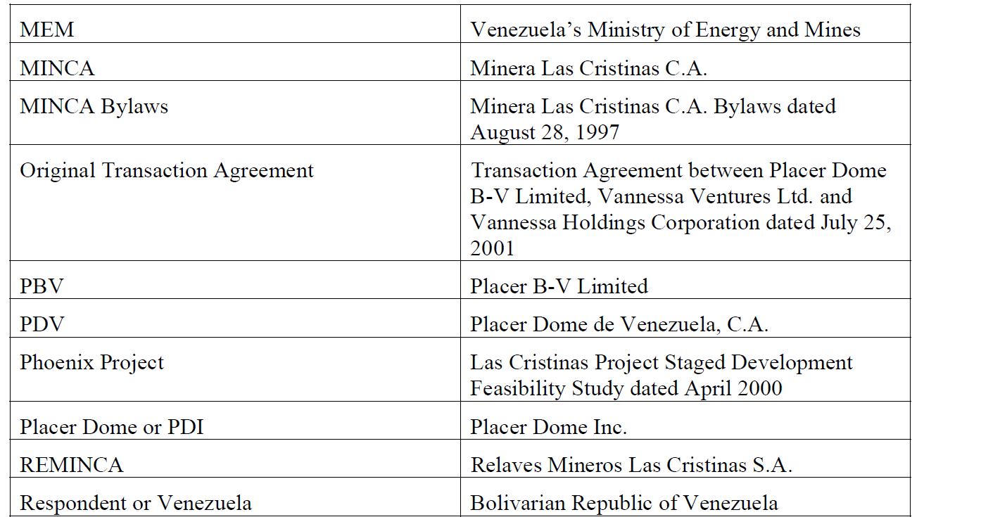 MEM
Venezuela’s Ministry of Energy and Mines
MINCA
Minera Las Cristinas C.A.
MINCA Bylaws
Minera Las Cristinas C.A. Bylaws dated
August 28, 1997
Original Transaction Agreement
Transaction Agreement between Placer Dome
B-V Limited, Vannessa Ventures Ltd. and
Vannessa Holdings Corporation dated July 25,
2001
PBV
Placer B-V Limited
PDV
Placer Dome de Venezuela, C.A.
Phoenix Project
Las Cristinas Project Staged Development
Feasibility Study dated April 2000
Placer Dome or PDI
Placer Dome Inc.
REMINCA
Relaves Mineros Las Cristinas S.A.
Respondent or Venezuela
Bolivarian Republic of Venezuela